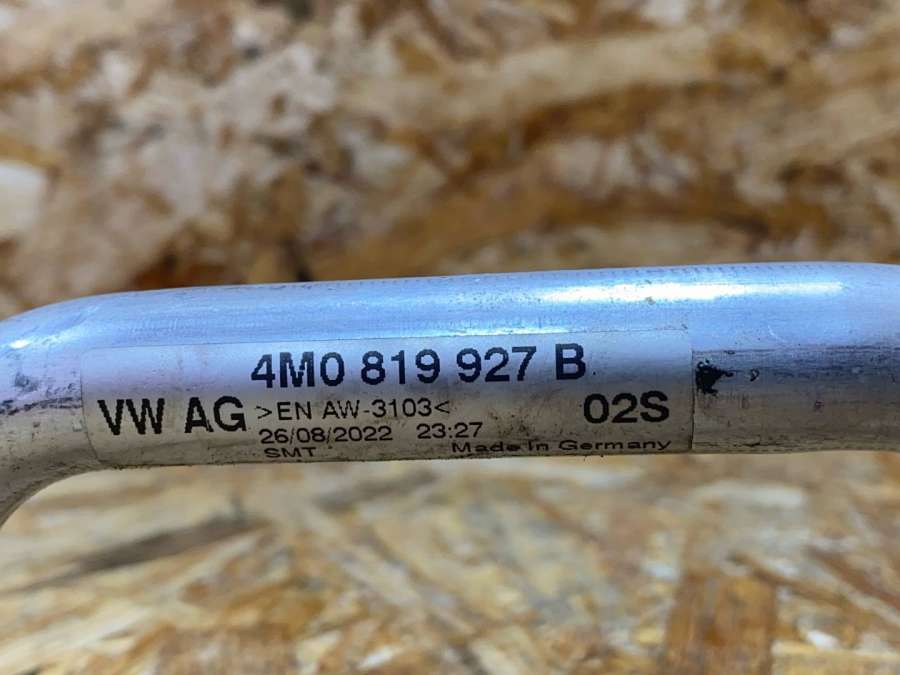 4M0 819 927 B
VW AG >EN AW-3103< 02S
26/08/2022 23:27
SMT Made In Germany